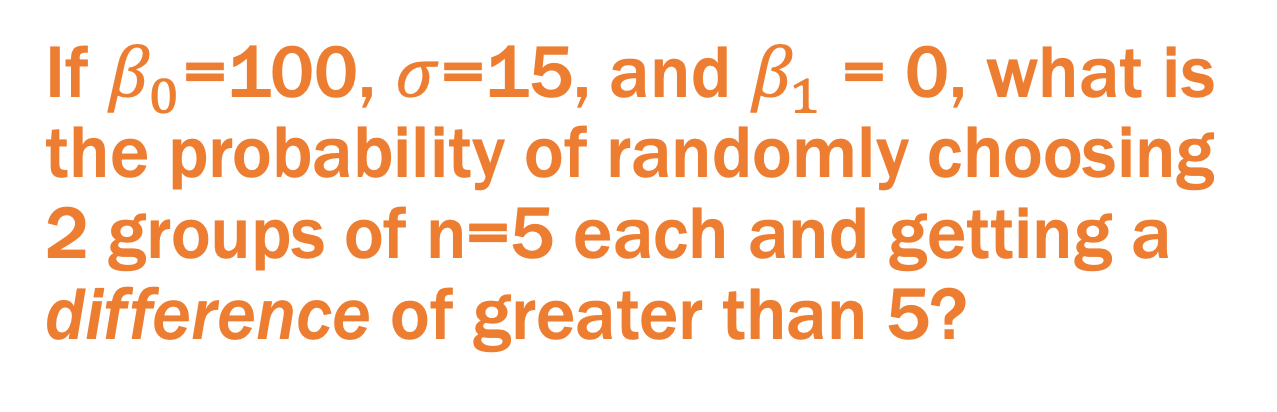 If β₀=100, σ=15, and β₁ = 0, what is
the probability of randomly choosing
2 groups of n=5 each and getting a
difference of greater than 5?